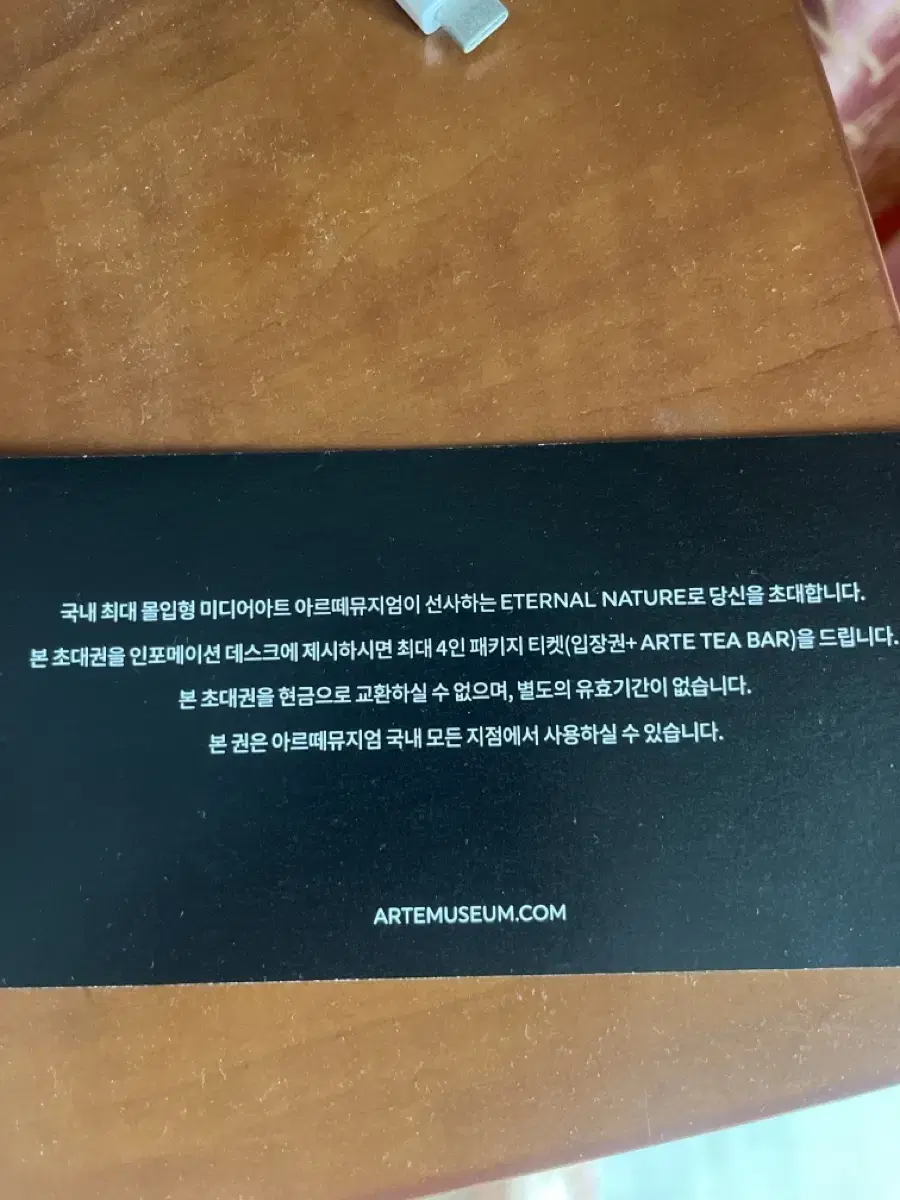 국내 최대 몰입형 미디어아트 아르떼뮤지엄이 선사하는 ETERNAL NATURE로 당신을 초대합니다.
본 초대권을 인포메이션 데스크에 제시하시면 최대 4인 패키지 티켓(입장권+ ARTE TEA BAR)을 드립니다.
본 초대권을 현금으로 교환하실 수 없으며, 별도의 유효기간이 없습니다.
본 권은 아르떼뮤지엄 국내 모든 지점에서 사용하실 수 있습니다.
ARTEMUSEUM.COM